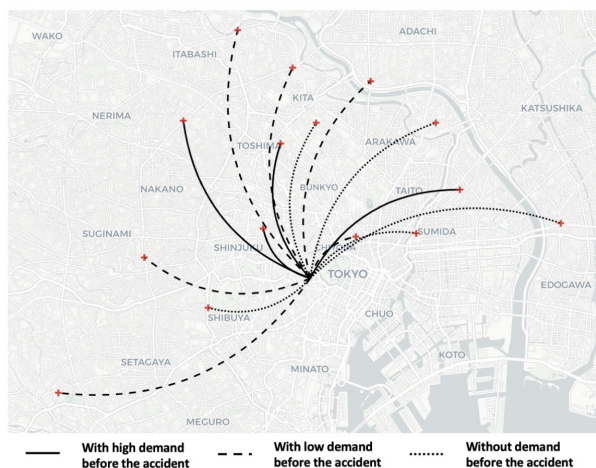 WAKO
ADACHI
ITABASHI
KITA
KATSUSHIKA
NERIMA
TOSHIMA
ARAKAWA
NAKANO
BUNKYO
TAITO
SUGINAMI
SHINJUKU
SUMIDA
TOKYO
EDOGAWA
SHIBUYA
CHUO
SETAGAYA
MINATO
KOTO
MEGURO
With high demand
before the accident
With low demand
before the accident
Without demand
before the accident